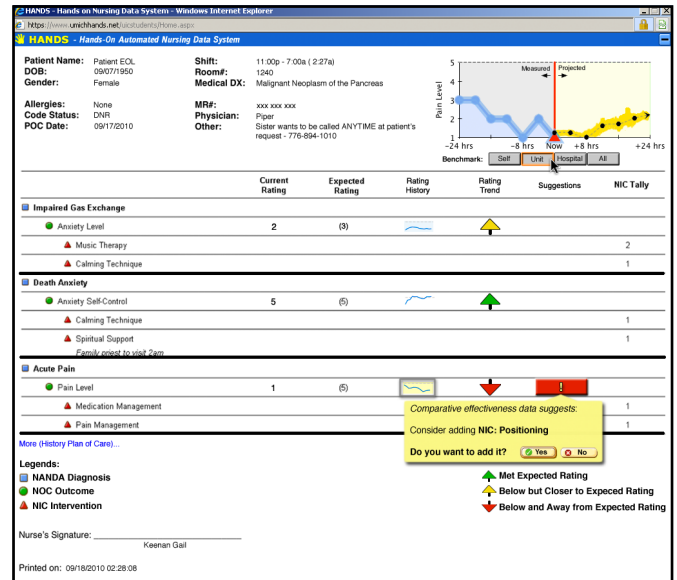 HANDS - Hands on Nursing Data System - Windows Internet Explorer
https://www.umichhands.net/uicstudents/Home.aspx
HANDS - Hands-On Automated Nursing Data System
Patient Name: Patient EOL Shift: 11:00p - 7:00a ( 2:27a)
DOB: 09/07/1950 Room#: 1240
Gender: Female Medical DX: Malignant Neoplasm of the Pancreas
Allergies: None MR#: xxx xxx xxx
Code Status: DNR Physician: Piper
POC Date: 09/17/2010 Other: Sister wants to be called ANYTIME at patient's
request - 776-894-1010
Measured Projected
Pain Level
5
4
3
2
1
-24 hrs -8 hrs Now +8 hrs +24 hrs
Benchmark: Self Unit Hospital All
Current Rating Expected Rating Rating History Rating Trend Suggestions NIC Tally
Impaired Gas Exchange
Anxiety Level 2 (3)
Music Therapy 2
Calming Technique 1
Death Anxiety
Anxiety Self-Control 5 (5)
Calming Technique 1
Spiritual Support 1
Family priest to visit 2am
Acute Pain
Pain Level 1 (5) !
Medication Management 1
Pain Management 1
Comparative effectiveness data suggests:
Consider adding NIC: Positioning
Do you want to add it? Yes No
More (History Plan of Care)...
Legends:
NANDA Diagnosis
NOC Outcome
NIC Intervention
Met Expected Rating
Below but Closer to Expeced Rating
Below and Away from Expected Rating
Nurse's Signature:
Keenan Gail
Printed on: 09/18/2010 02:28:08